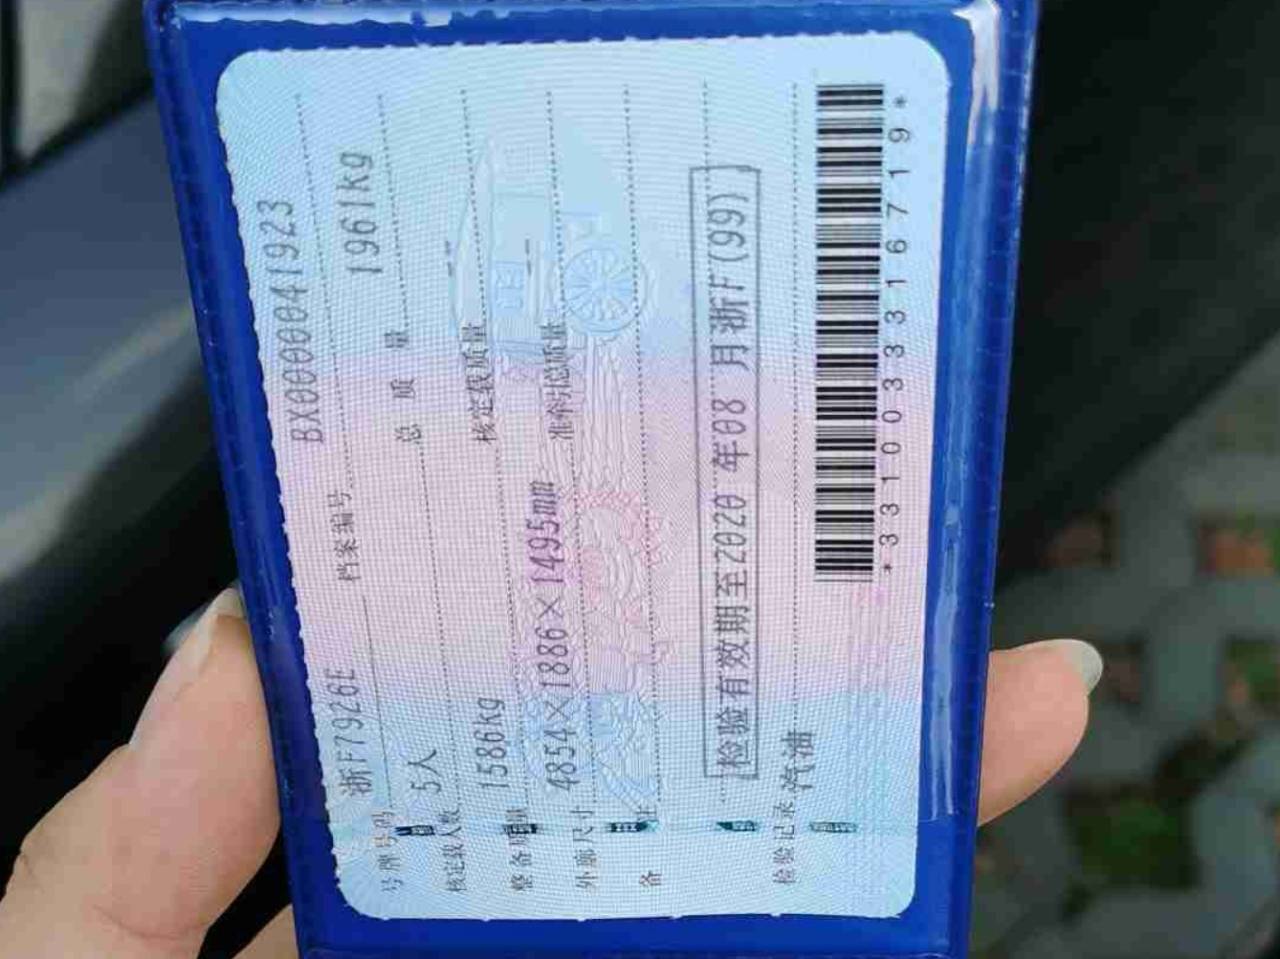 号牌号码 浙F7926E 档案编号 BX0000041923
核定载人数 5人 总质量 1961kg
整备质量 1586kg 核定载质量 --
外廓尺寸 4854×1886×1495mm 准牵引总质量 --
备注
检验有效期至2020年08月浙F(99)
检验记录 汽油
*3310033316719*